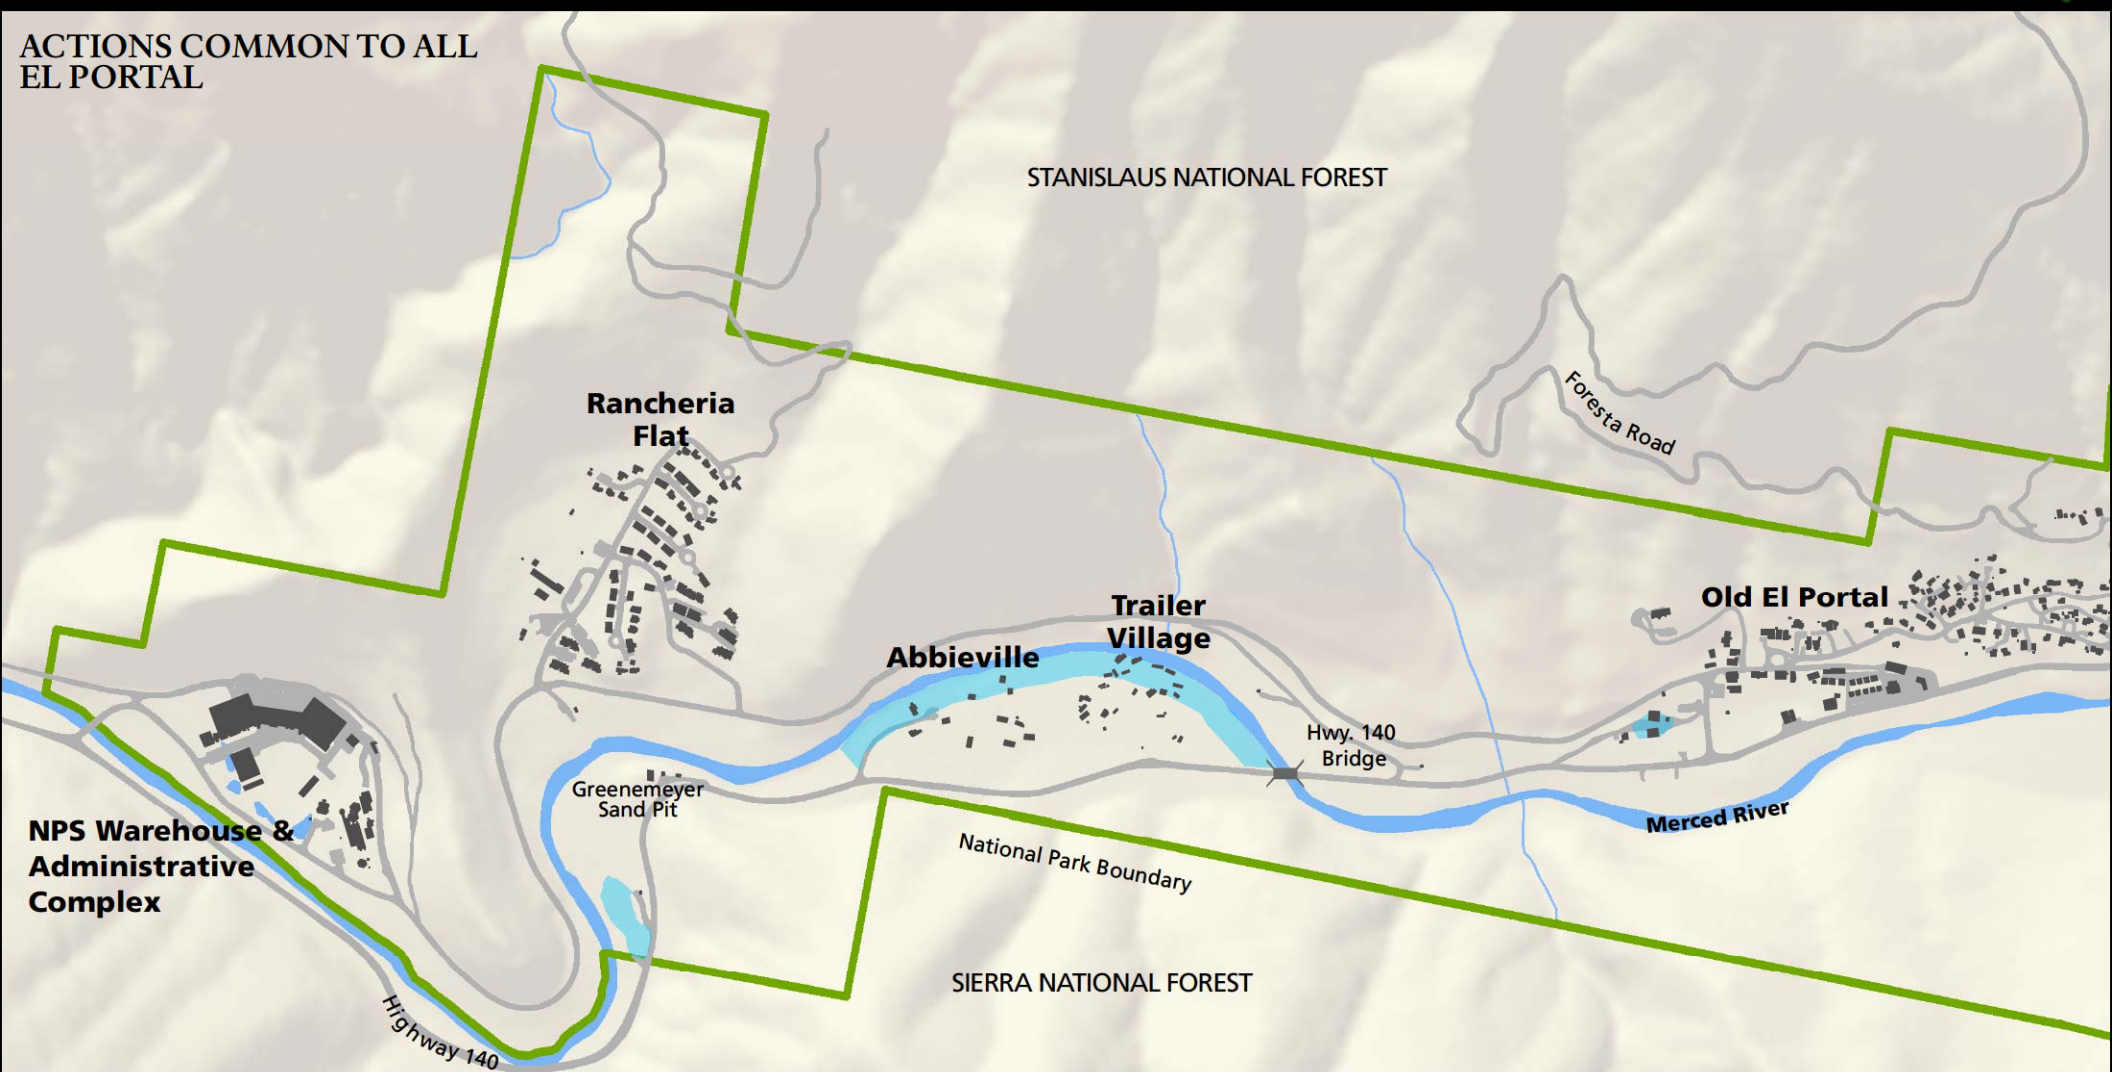 ACTIONS COMMON TO ALL
EL PORTAL
STANISLAUS NATIONAL FOREST
Rancheria
Flat
Foresta Road
Trailer
Village
Old El Portal
Abbieville
Hwy. 140
Bridge
Greenemeyer
Sand Pit
Merced River
NPS Warehouse &
Administrative
Complex
National Park Boundary
SIERRA NATIONAL FOREST
Highway 140